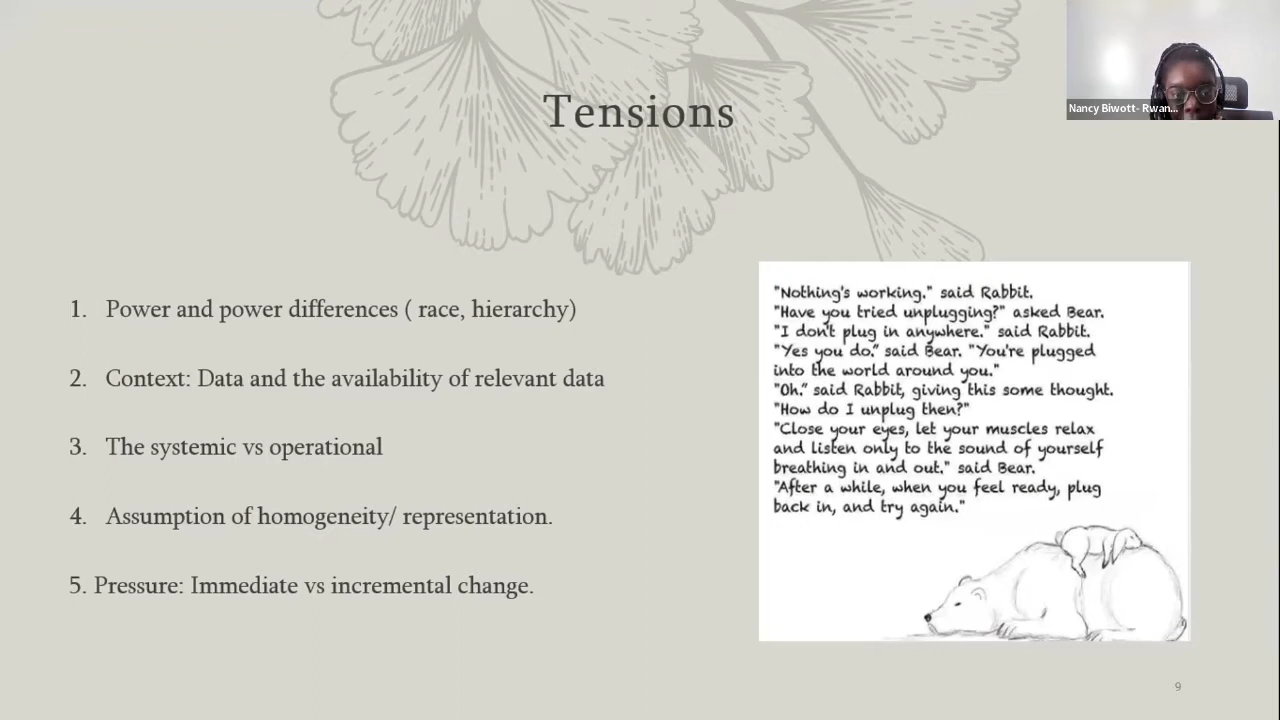 Tensions
Nancy Biwott- Rwan...
1. Power and power differences ( race, hierarchy)
2. Context: Data and the availability of relevant data
3. The systemic vs operational
4. Assumption of homogeneity/ representation.
5. Pressure: Immediate vs incremental change.
"Nothing's working." said Rabbit.
"Have you tried unplugging?" asked Bear.
"I don't plug in anywhere." said Rabbit.
"Yes you do." said Bear. "You're plugged
into the world around you."
"Oh." said Rabbit, giving this some thought.
"How do I unplug then?"
"Close your eyes, let your muscles relax
and listen only to the sound of yourself
breathing in and out." said Bear.
"After a while, when you feel ready, plug
back in, and try again."
9